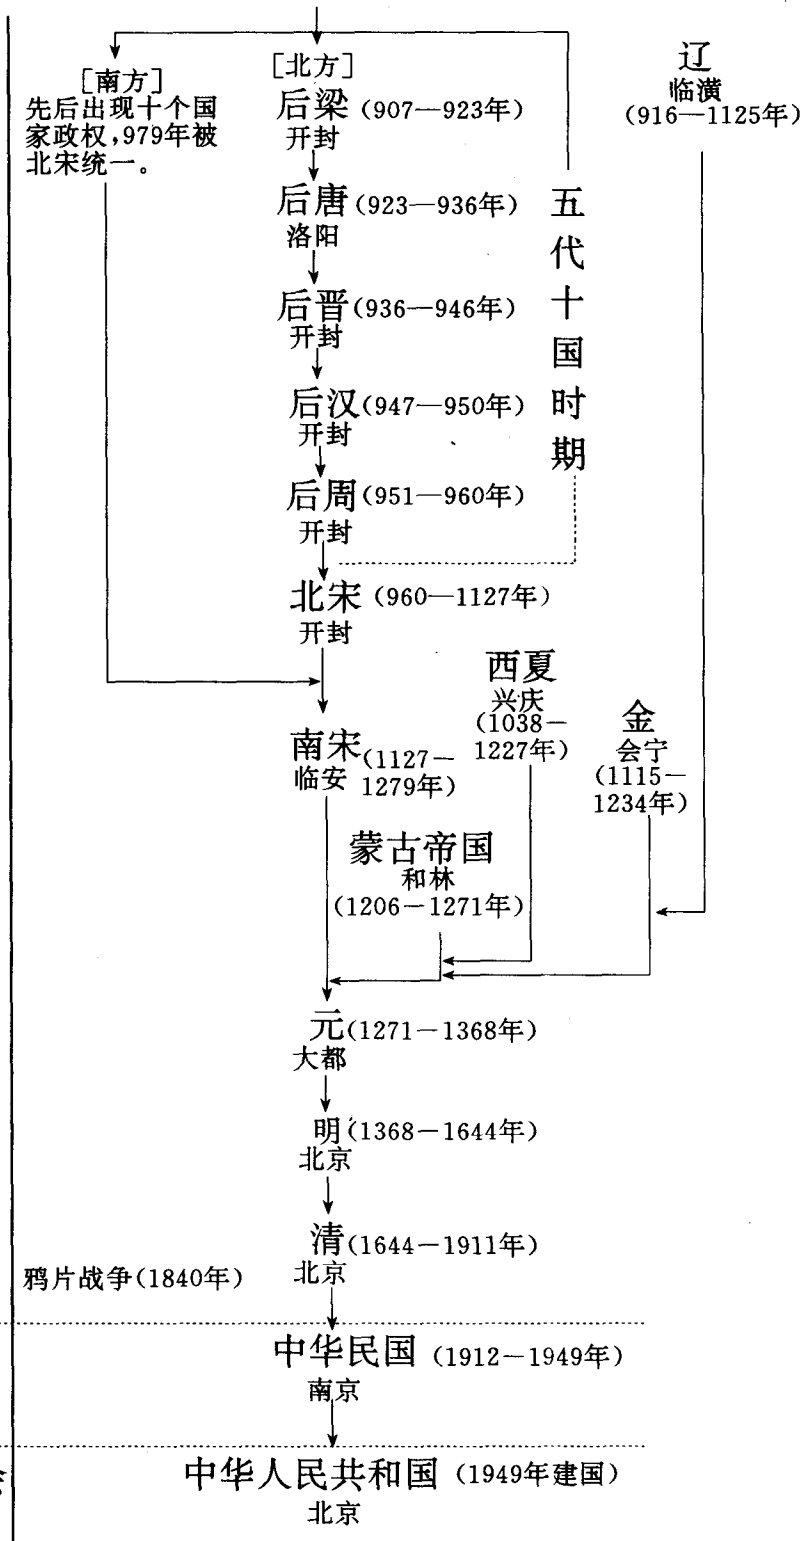 [南方]
先后出现十个国
家政权,979年被
北宋统一。
[北方]
后梁(907—923年)
开封
后唐(923—936年)
洛阳
后晋(936—946年)
开封
后汉(947—950年)
开封
后周(951—960年)
开封
五代十国时期
辽
临潢
(916—1125年)
北宋(960—1127年)
开封
南宋(1127—
临安 1279年)
西夏
兴庆
(1038—
1227年)
金
会宁
(1115—
1234年)
蒙古帝国
和林
(1206—1271年)
元(1271—1368年)
大都
明(1368—1644年)
北京
清(1644—1911年)
北京
鸦片战争(1840年)
中华民国(1912—1949年)
南京
中华人民共和国(1949年建国)
北京